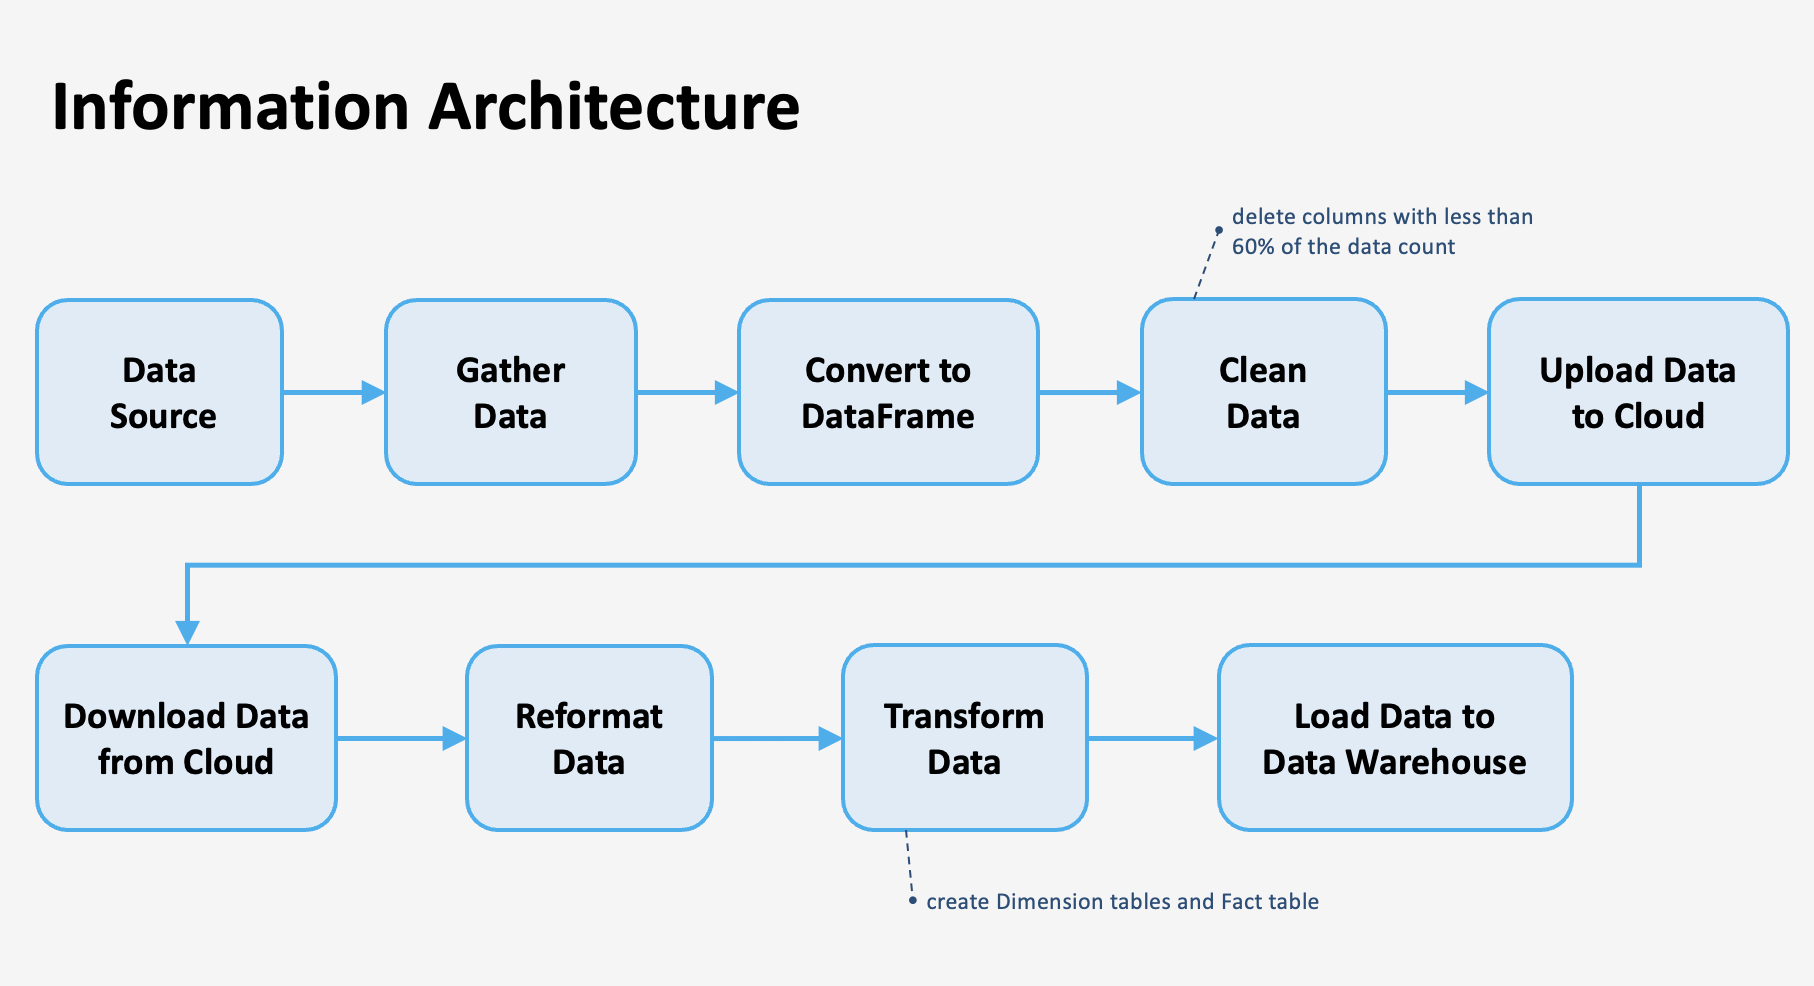 Information Architecture
delete columns with less than
60% of the data count
Data
Source
Gather
Data
Convert to
DataFrame
Clean
Data
Upload Data
to Cloud
Download Data
from Cloud
Reformat
Data
Transform
Data
Load Data to
Data Warehouse
create Dimension tables and Fact table